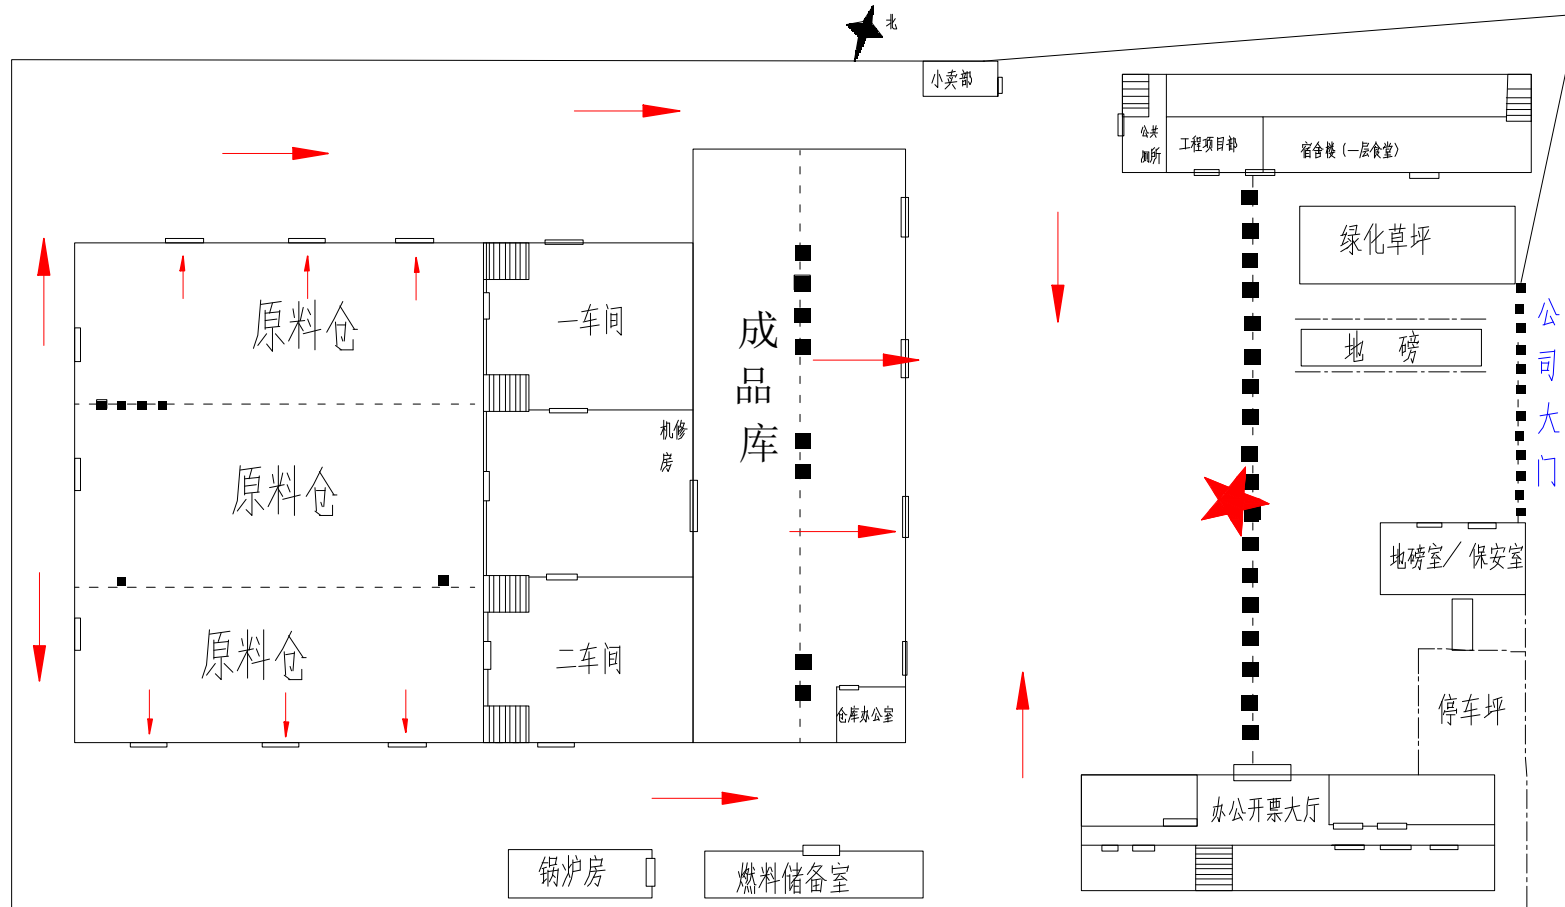 北
小卖部
公共
厕所
工程项目部
宿舍楼（一层食堂）
绿化草坪
地 磅
公
司
大
门
原料仓
一车间
成
品
库
机修
房
原料仓
地磅室/保安室
原料仓
二车间
仓库办公室
停车坪
办公开票大厅
锅炉房
燃料储备室